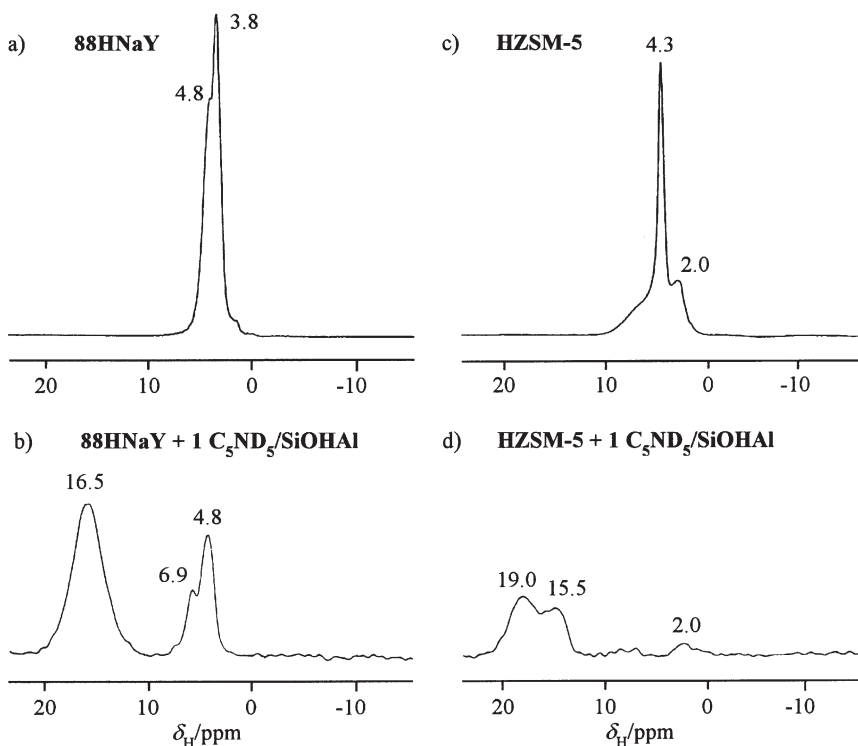 a) 88HNaY
3.8
4.8
20 10 0 -10
c) HZSM-5
4.3
2.0
20 10 0 -10
b) 88HNaY + 1 C₅ND₅/SiOHAl
16.5
6.9
4.8
20 10 0 -10
δH/ppm
d) HZSM-5 + 1 C₅ND₅/SiOHAl
19.0
15.5
2.0
20 10 0 -10
δH/ppm